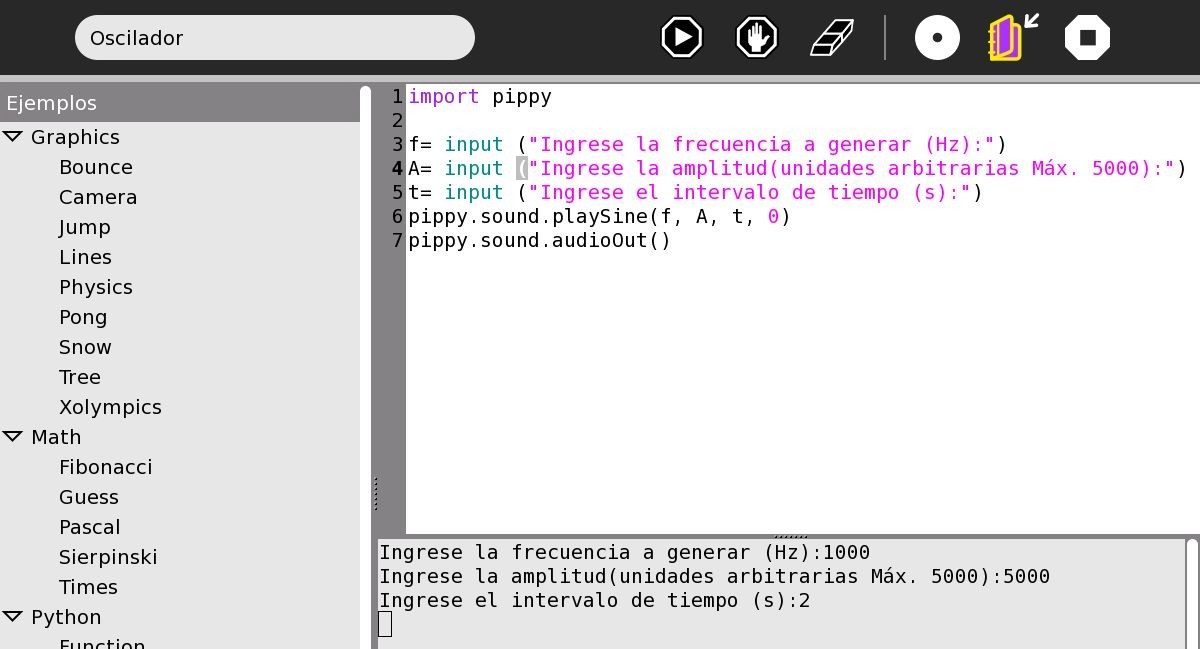 Oscilador
Ejemplos
Graphics
Bounce
Camera
Jump
Lines
Physics
Pong
Snow
Tree
Xolympics
Math
Fibonacci
Guess
Pascal
Sierpinski
Times
Python
Function
1 import pippy
2
3 f= input ("Ingrese la frecuencia a generar (Hz):")
4 A= input ("Ingrese la amplitud(unidades arbitrarias Máx. 5000):")
5 t= input ("Ingrese el intervalo de tiempo (s):")
6 pippy.sound.playSine(f, A, t, 0)
7 pippy.sound.audioOut()
Ingrese la frecuencia a generar (Hz):1000
Ingrese la amplitud(unidades arbitrarias Máx. 5000):5000
Ingrese el intervalo de tiempo (s):2